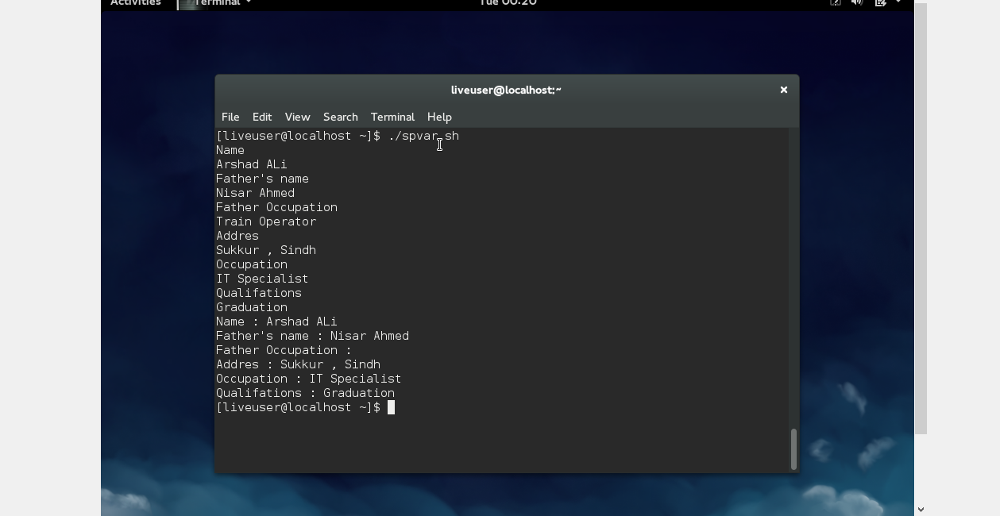 Activities Terminal Tue 00:20
liveuser@localhost:~
File Edit View Search Terminal Help
[liveuser@localhost ~]$ ./spvar.sh
Name
Arshad ALi
Father's name
Nisar Ahmed
Father Occupation
Train Operator
Addres
Sukkur , Sindh
Occupation
IT Specialist
Qualifations
Graduation
Name : Arshad ALi
Father's name : Nisar Ahmed
Father Occupation :
Addres : Sukkur , Sindh
Occupation : IT Specialist
Qualifations : Graduation
[liveuser@localhost ~]$